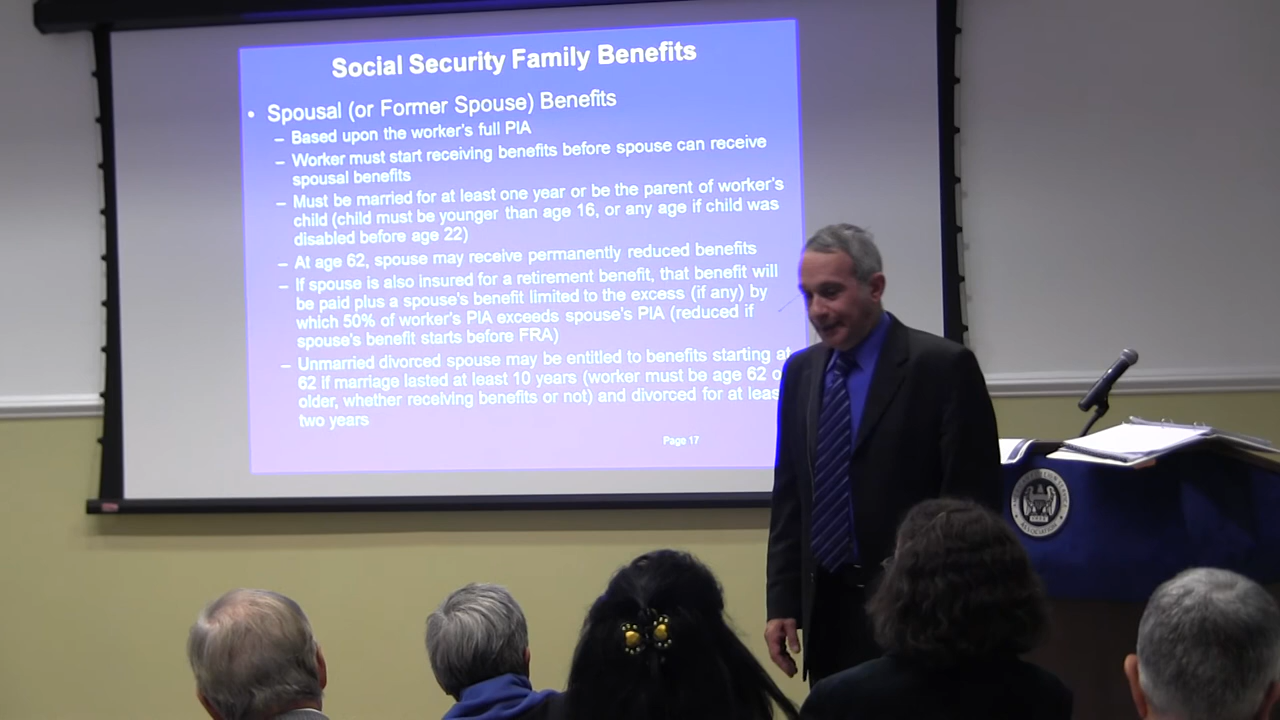 Social Security Family Benefits
• Spousal (or Former Spouse) Benefits
– Based upon the worker's full PIA
– Worker must start receiving benefits before spouse can receive
spousal benefits
– Must be married for at least one year or be the parent of worker's
child (child must be younger than age 16, or any age if child was
disabled before age 22)
– At age 62, spouse may receive permanently reduced benefits
– If spouse is also insured for a retirement benefit, that benefit will
be paid plus a spouse's benefit limited to the excess (if any) by
which 50% of worker's PIA exceeds spouse's PIA (reduced if
spouse's benefit starts before FRA)
– Unmarried divorced spouse may be entitled to benefits starting at
62 if marriage lasted at least 10 years (worker must be age 62 o
older, whether receiving benefits or not) and divorced for at leas
two years
Page 17
ASSOCIATION